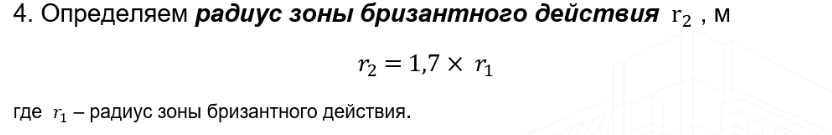 4. Определяем радиус зоны бризантного действия r₂ , м
r₂ = 1,7 × r₁
где r₁ – радиус зоны бризантного действия.